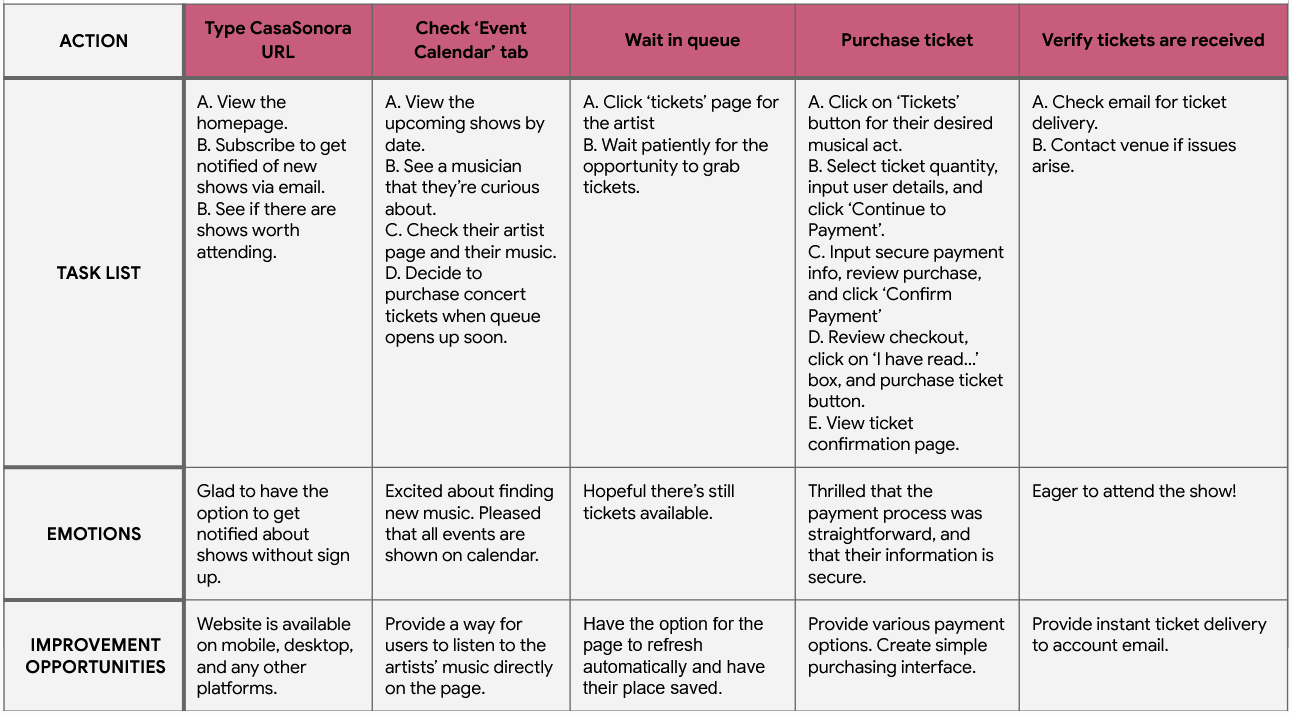 ACTION
Type CasaSonora
URL
Check ‘Event
Calendar’ tab
Wait in queue
Purchase ticket
Verify tickets are received
TASK LIST
A. View the
homepage.
B. Subscribe to get
notified of new
shows via email.
B. See if there are
shows worth
attending.
A. View the
upcoming shows by
date.
B. See a musician
that they’re curious
about.
C. Check their artist
page and their music.
D. Decide to
purchase concert
tickets when queue
opens up soon.
A. Click ‘tickets’ page for
the artist
B. Wait patiently for the
opportunity to grab
tickets.
A. Click on ‘Tickets’
button for their desired
musical act.
B. Select ticket quantity,
input user details, and
click ‘Continue to
Payment’.
C. Input secure payment
info, review purchase,
and click ‘Confirm
Payment’
D. Review checkout,
click on ‘I have read...’
box, and purchase ticket
button.
E. View ticket
confirmation page.
A. Check email for ticket
delivery.
B. Contact venue if issues
arise.
EMOTIONS
Glad to have the
option to get
notified about
shows without sign
up.
Excited about finding
new music. Pleased
that all events are
shown on calendar.
Hopeful there’s still
tickets available.
Thrilled that the
payment process was
straightforward, and
that their information is
secure.
Eager to attend the show!
IMPROVEMENT
OPPORTUNITIES
Website is available
on mobile, desktop,
and any other
platforms.
Provide a way for
users to listen to the
artists’ music directly
on the page.
Have the option for the
page to refresh
automatically and have
their place saved.
Provide various payment
options. Create simple
purchasing interface.
Provide instant ticket delivery
to account email.